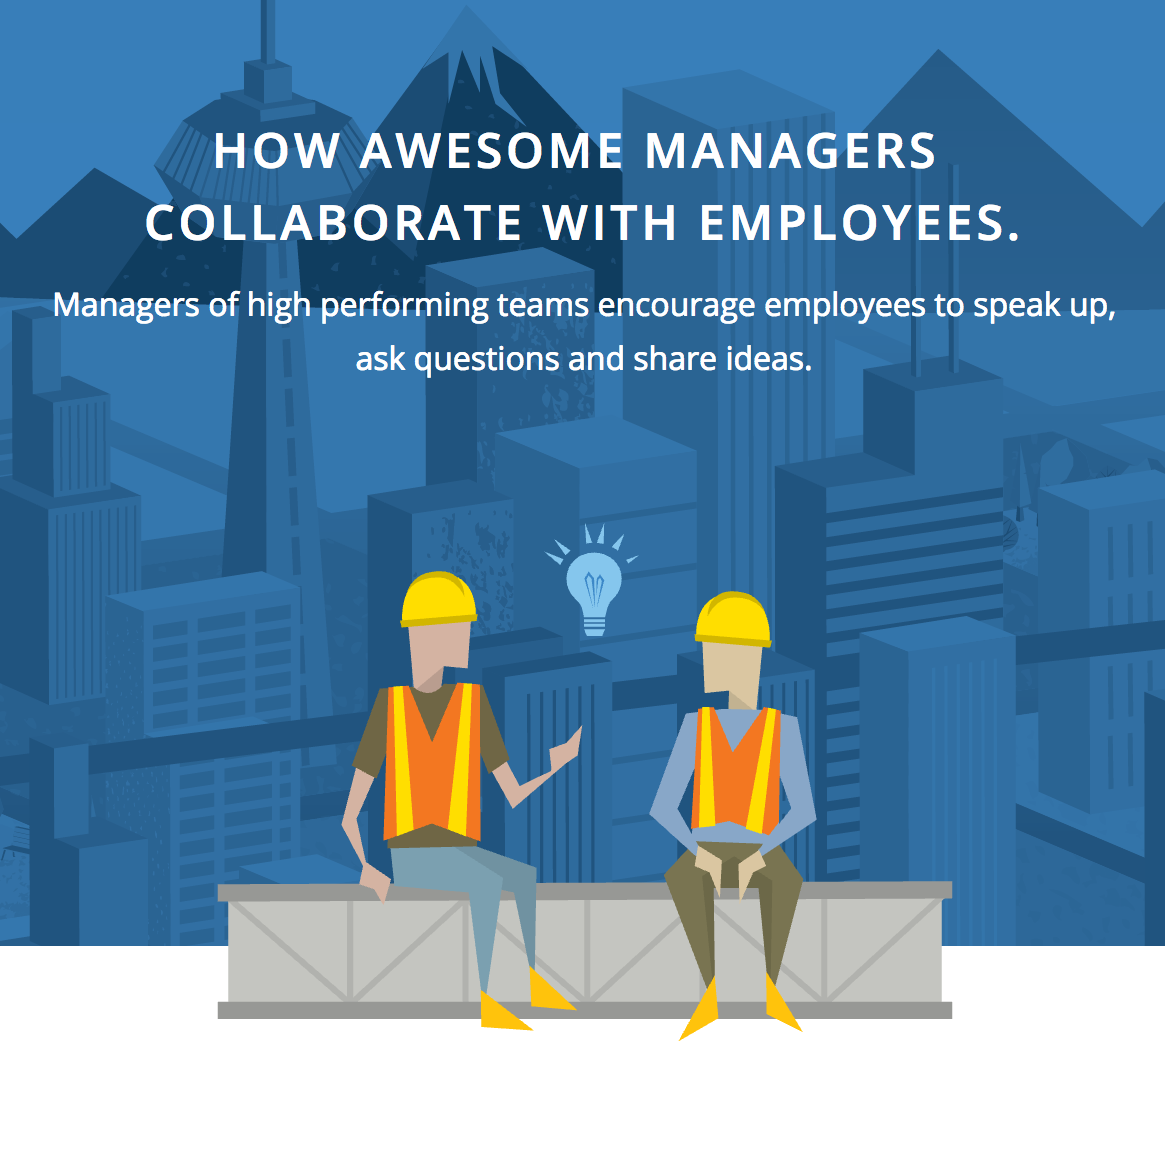 HOW AWESOME MANAGERS
COLLABORATE WITH EMPLOYEES.
Managers of high performing teams encourage employees to speak up,
ask questions and share ideas.